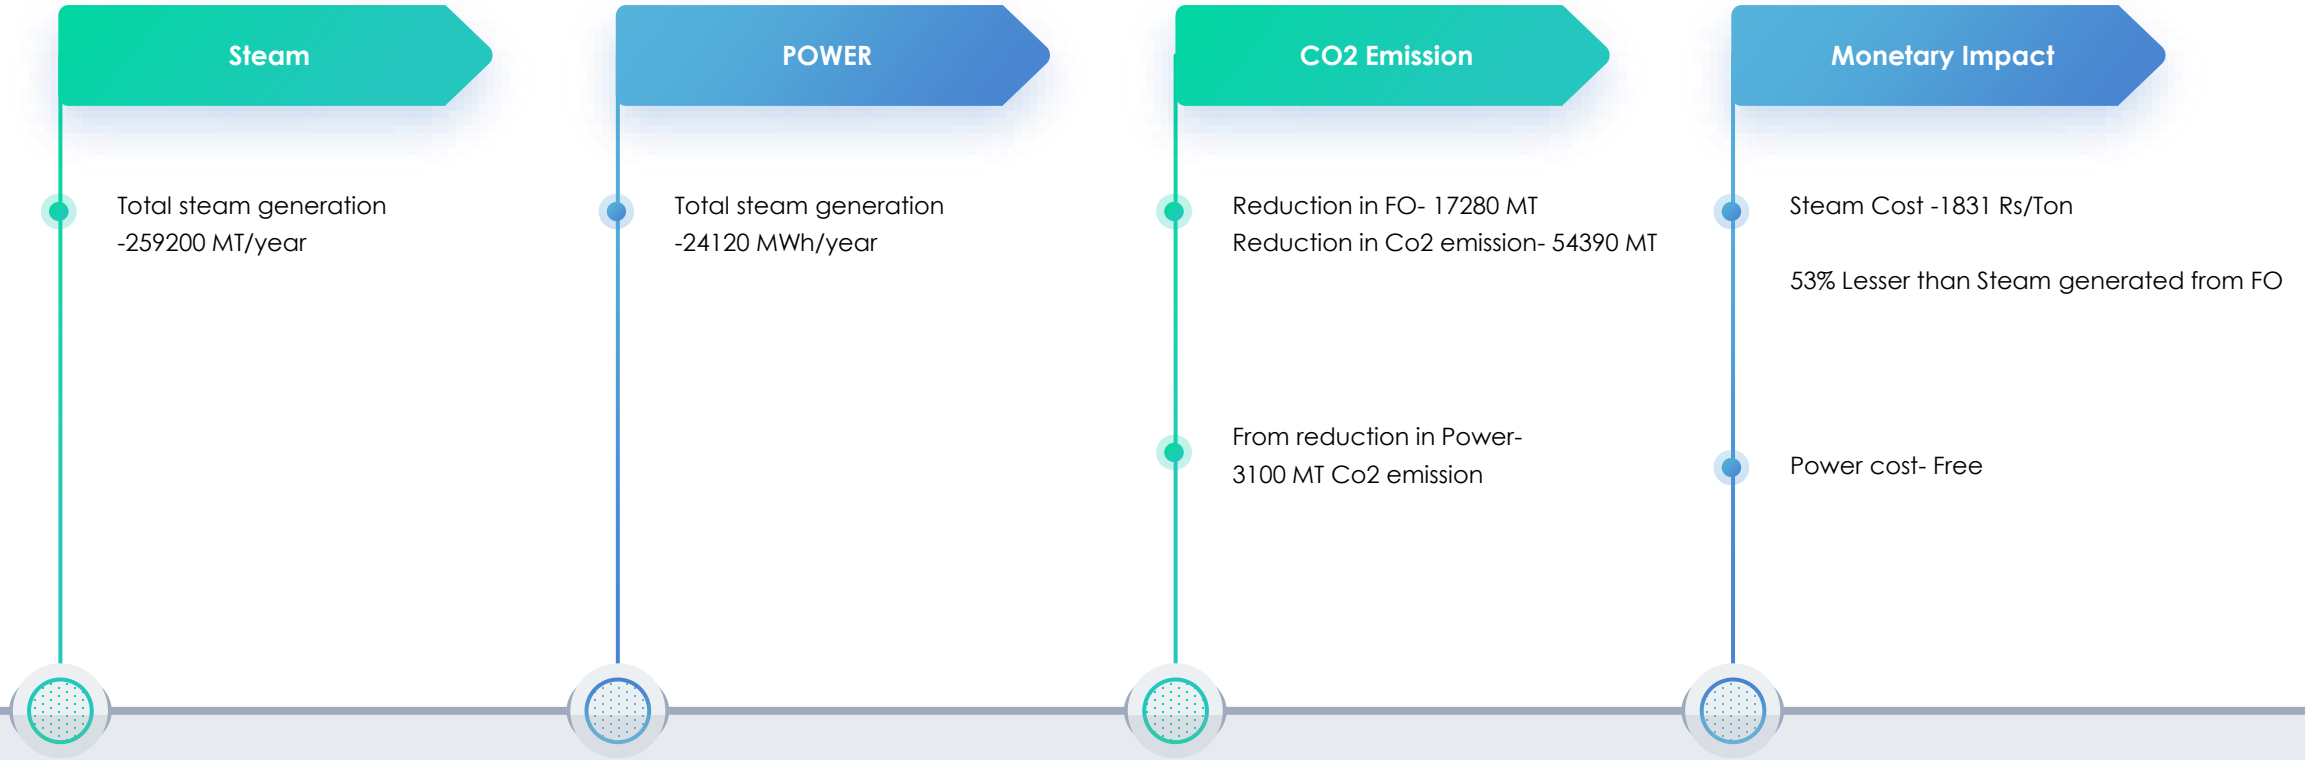 Steam
Total steam generation
-259200 MT/year
POWER
Total steam generation
-24120 MWh/year
CO2 Emission
Reduction in FO- 17280 MT
Reduction in Co2 emission- 54390 MT
From reduction in Power-
3100 MT Co2 emission
Monetary Impact
Steam Cost -1831 Rs/Ton
53% Lesser than Steam generated from FO
Power cost- Free